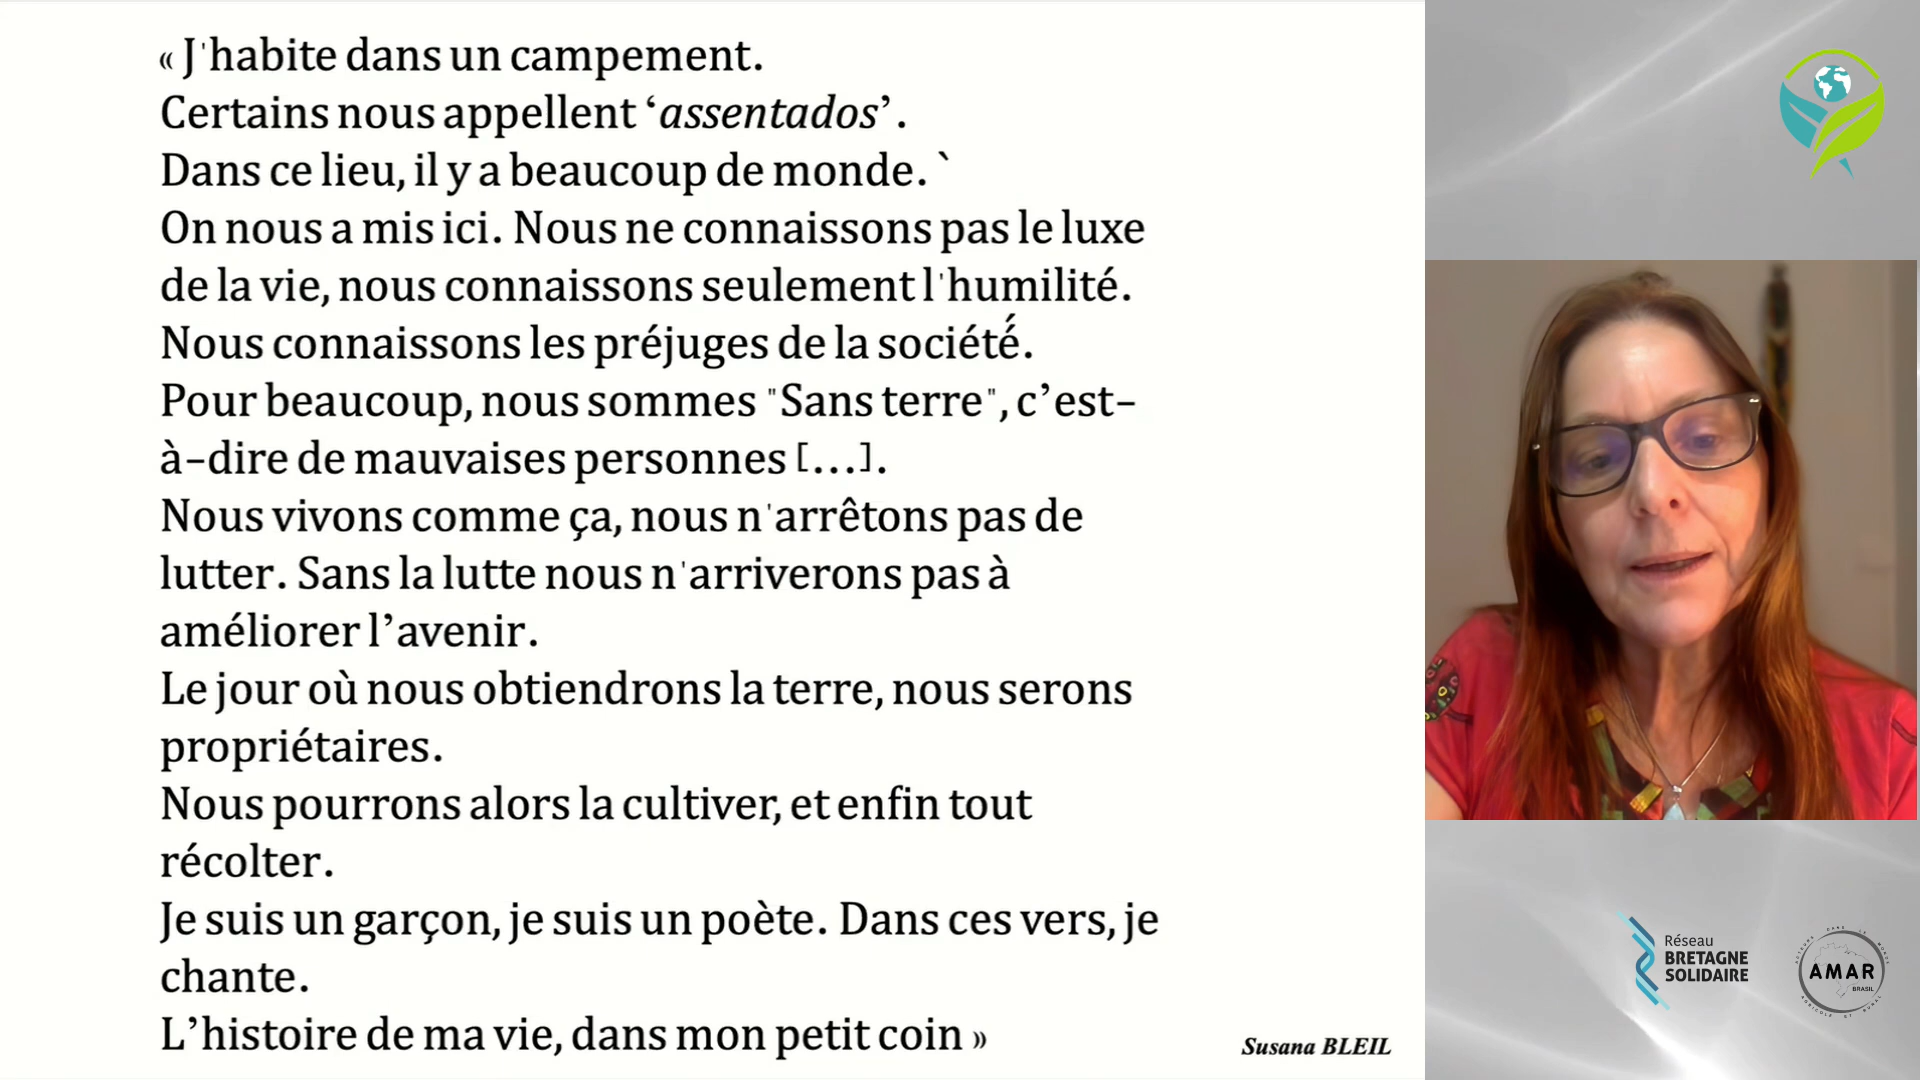 « J'habite dans un campement.
Certains nous appellent ‘assentados’.
Dans ce lieu, il y a beaucoup de monde. `
On nous a mis ici. Nous ne connaissons pas le luxe
de la vie, nous connaissons seulement l'humilité.
Nous connaissons les préjuges de la société́.
Pour beaucoup, nous sommes "Sans terre", c’est-
à-dire de mauvaises personnes [...].
Nous vivons comme ça, nous n'arrêtons pas de
lutter. Sans la lutte nous n'arriverons pas à
améliorer l’avenir.
Le jour où nous obtiendrons la terre, nous serons
propriétaires.
Nous pourrons alors la cultiver, et enfin tout
récolter.
Je suis un garçon, je suis un poète. Dans ces vers, je
chante.
L’histoire de ma vie, dans mon petit coin »
Susana BLEIL
Réseau
BRETAGNE
SOLIDAIRE
AMAR
BRASIL